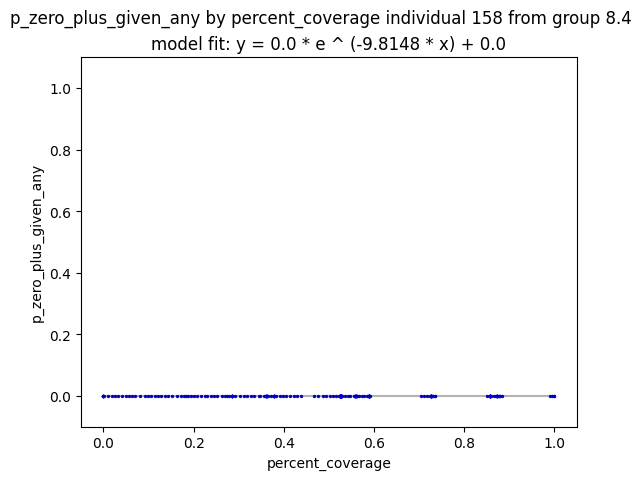 p_zero_plus_given_any by percent_coverage individual 158 from group 8.4
model fit: y = 0.0 * e ^ (-9.8148 * x) + 0.0
1.0
0.8
0.6
0.4
0.2
0.0
p_zero_plus_given_any
0.0 0.2 0.4 0.6 0.8 1.0
percent_coverage